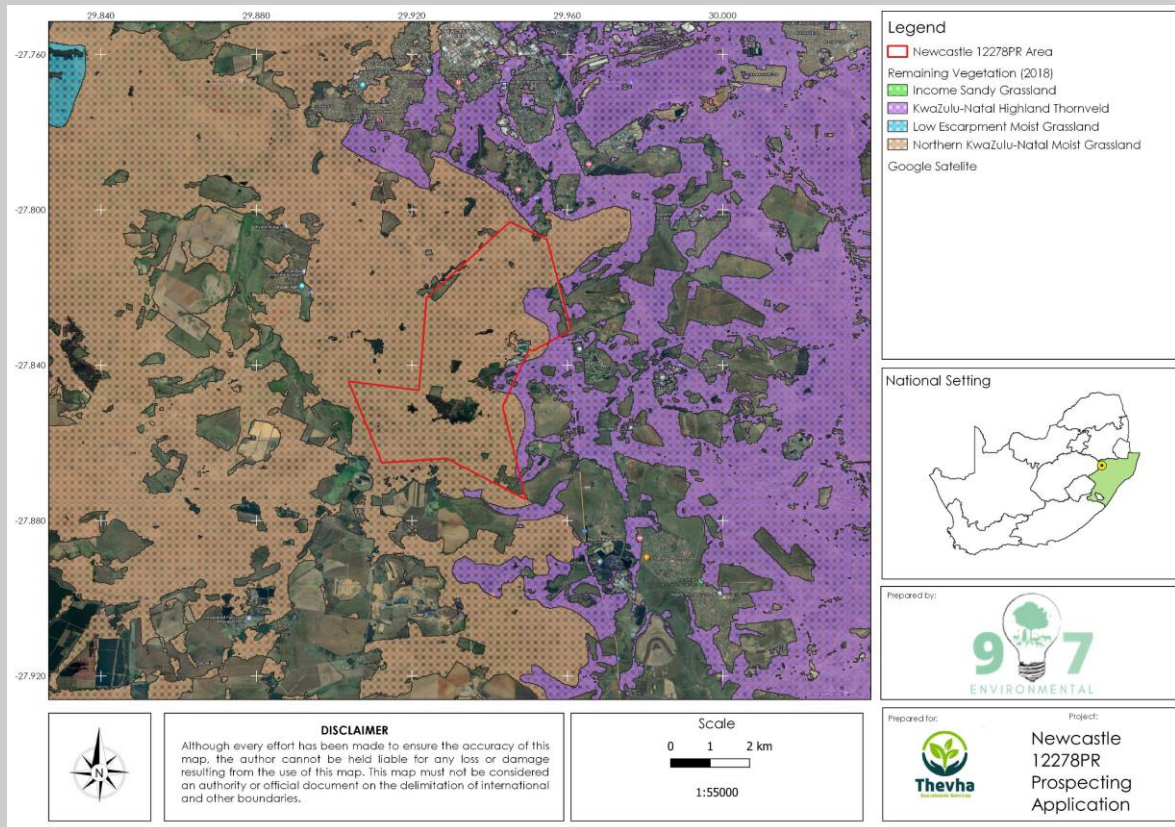 29.840
29.880
29.920
29.960
30.000
-27.760
-27.800
-27.840
-27.880
-27.920
Legend
Newcastle 12278PR Area
Remaining Vegetation (2018)
Income Sandy Grassland
KwaZulu-Natal Highland Thornveld
Low Escarpment Moist Grassland
Northern KwaZulu-Natal Moist Grassland
Google Satellite
National Setting
Prepared by:
9 7
ENVIRONMENTAL
N
DISCLAIMER
Although every effort has been made to ensure the accuracy of this
map, the author cannot be held liable for any loss or damage
resulting from the use of this map. This map must not be considered
an authority or official document on the delimitation of international
and other boundaries.
Scale
0 1 2 km
1:55000
Prepared for:
Thevha
Project:
Newcastle
12278PR
Prospecting
Application